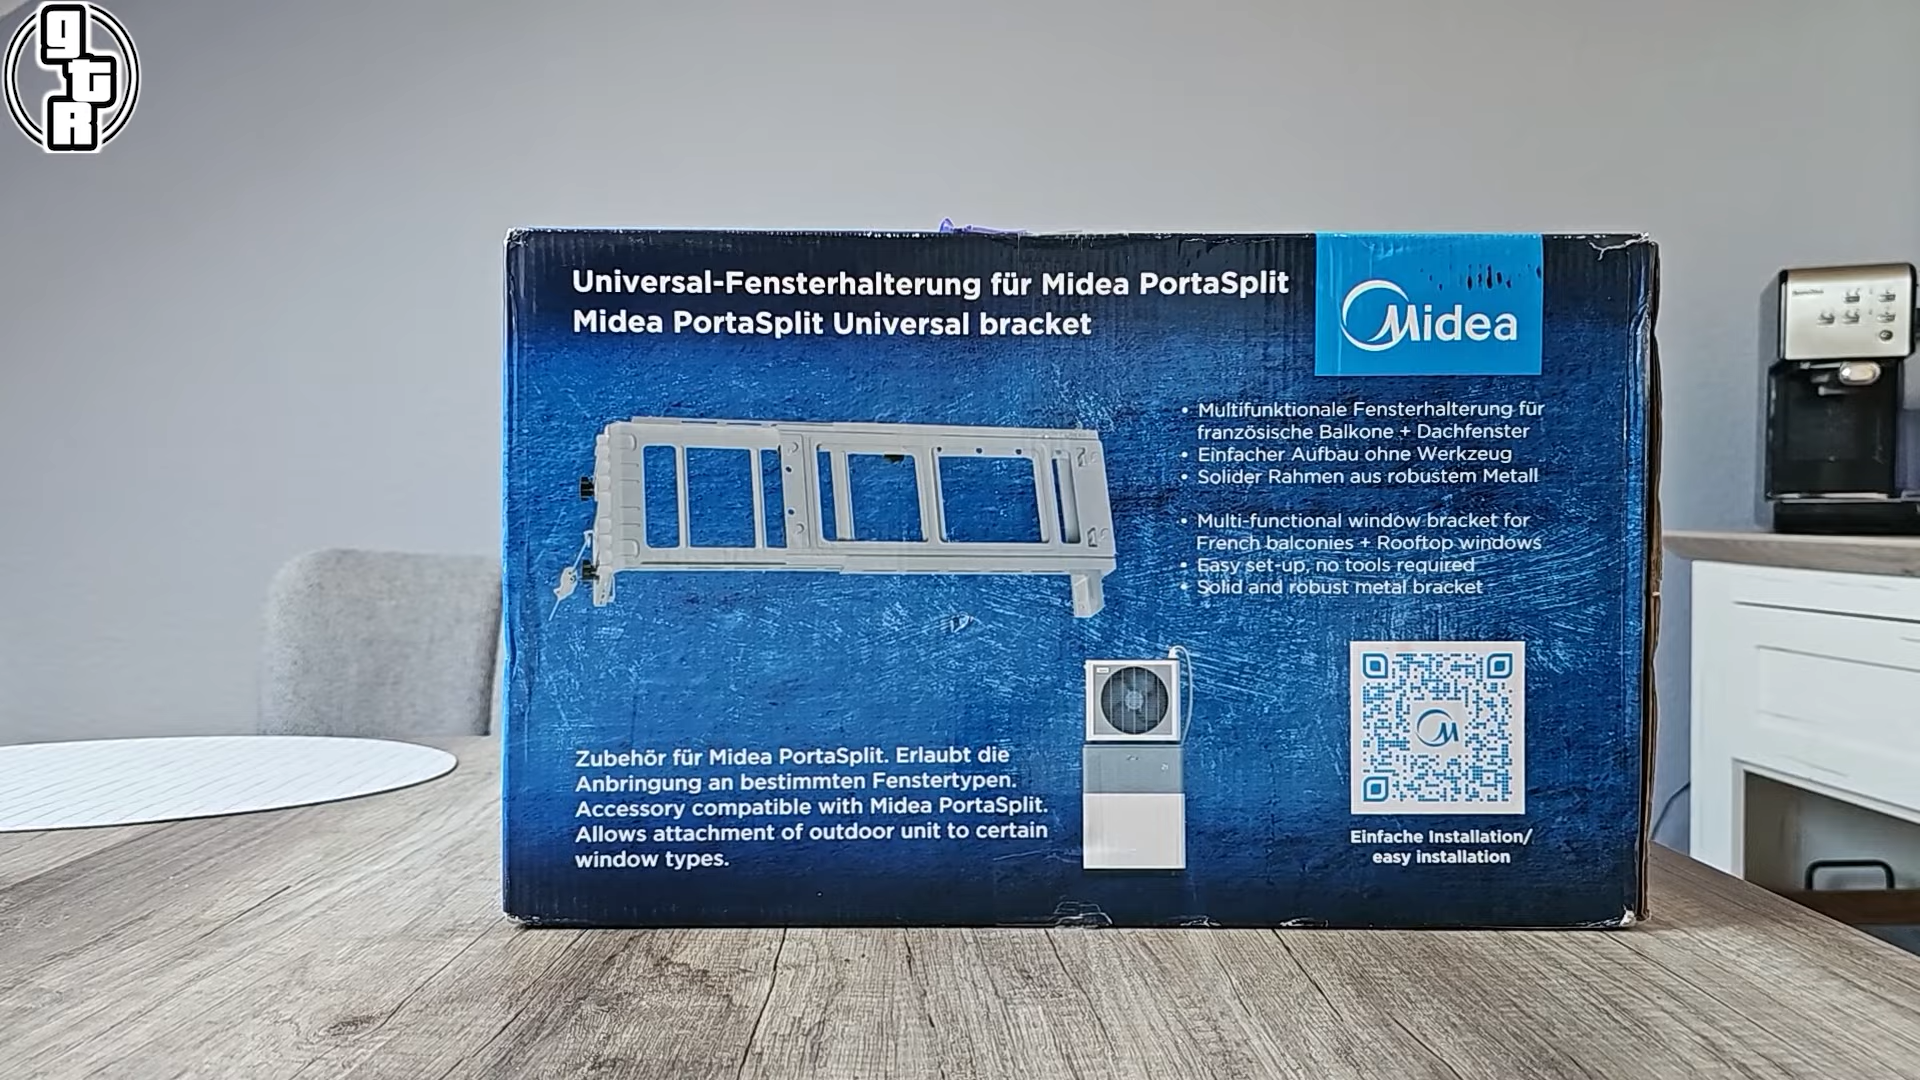 gtR
Universal-Fensterhalterung für Midea PortaSplit
Midea PortaSplit Universal bracket
Midea
• Multifunktionale Fensterhalterung für
französische Balkone + Dachfenster
• Einfacher Aufbau ohne Werkzeug
• Solider Rahmen aus robustem Metall
• Multi-functional window bracket for
French balconies + Rooftop windows
• Easy set-up, no tools required
• Solid and robust metal bracket
Zubehör für Midea PortaSplit. Erlaubt die
Anbringung an bestimmten Fenstertypen.
Accessory compatible with Midea PortaSplit.
Allows attachment of outdoor unit to certain
window types.
M
Einfache Installation/
easy installation